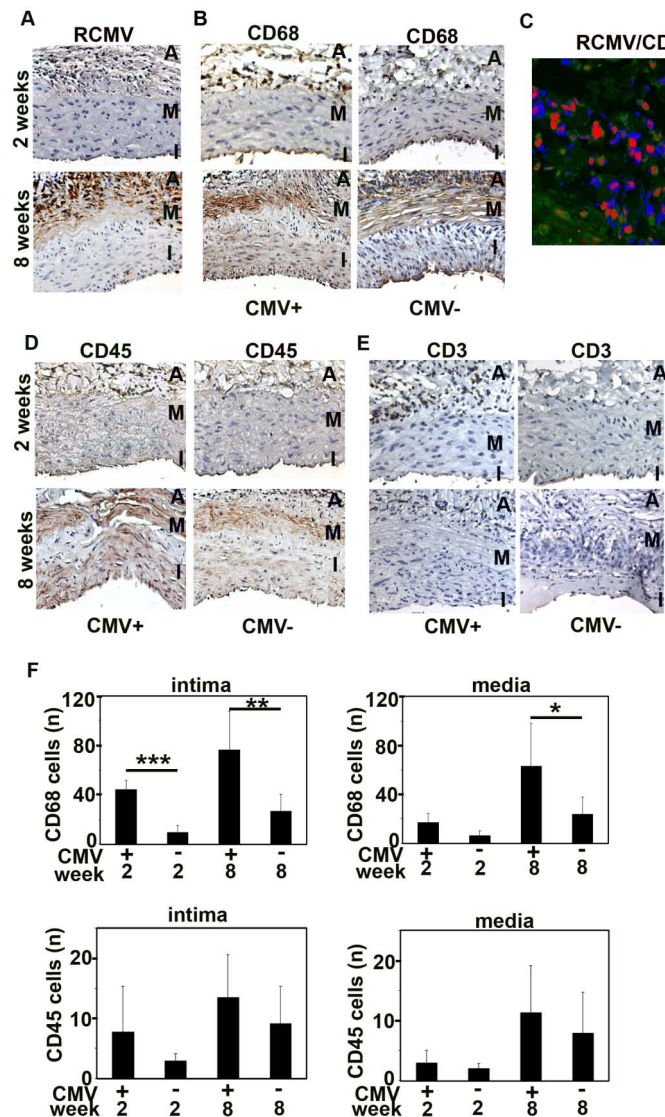 A
RCMV
B
CD68
CD68
C
RCMV/CD
2 weeks
A
M
I
A
M
I
A
M
I
8 weeks
A
M
I
A
M
I
A
M
I
CMV+
CMV-
D
CD45
CD45
E
CD3
CD3
2 weeks
A
M
I
A
M
I
A
M
I
A
M
I
8 weeks
A
M
I
A
M
I
A
M
I
A
M
I
CMV+
CMV-
CMV+
CMV-
F
intima
CD68 cells (n)
120
80
40
0
***
**
CMV + - + -
week 2 2 8 8
media
CD68 cells (n)
120
80
40
0
*
CMV + - + -
week 2 2 8 8
intima
CD45 cells (n)
20
10
0
CMV + - + -
week 2 2 8 8
media
CD45 cells (n)
20
10
0
CMV + - + -
week 2 2 8 8